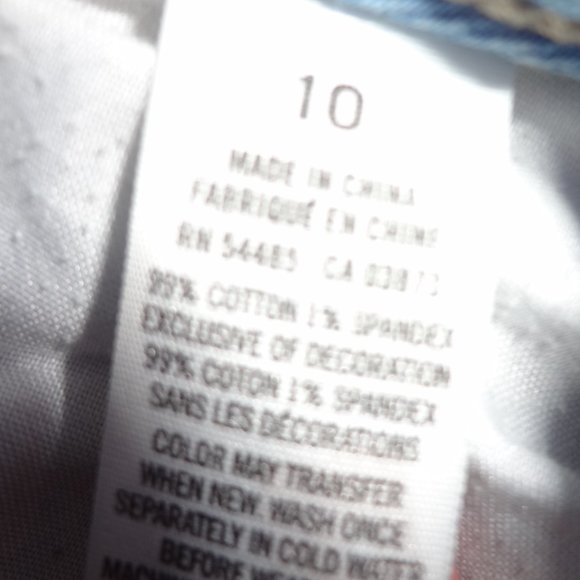 10
MADE IN CHINA
FABRIQUÉ EN CHINE
RN 54485 CA
99% COTTON 1% SPANDEX
EXCLUSIVE OF DECORATION
99% COTON 1% SPANDEX
SANS LES DÉCORATIONS
COLOR MAY TRANSFER
WHEN NEW. WASH ONCE
SEPARATELY IN COLD WATER
BEFORE